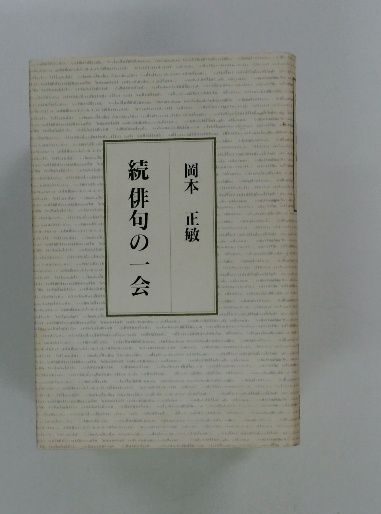 岡本 正敏
続 俳句の一会